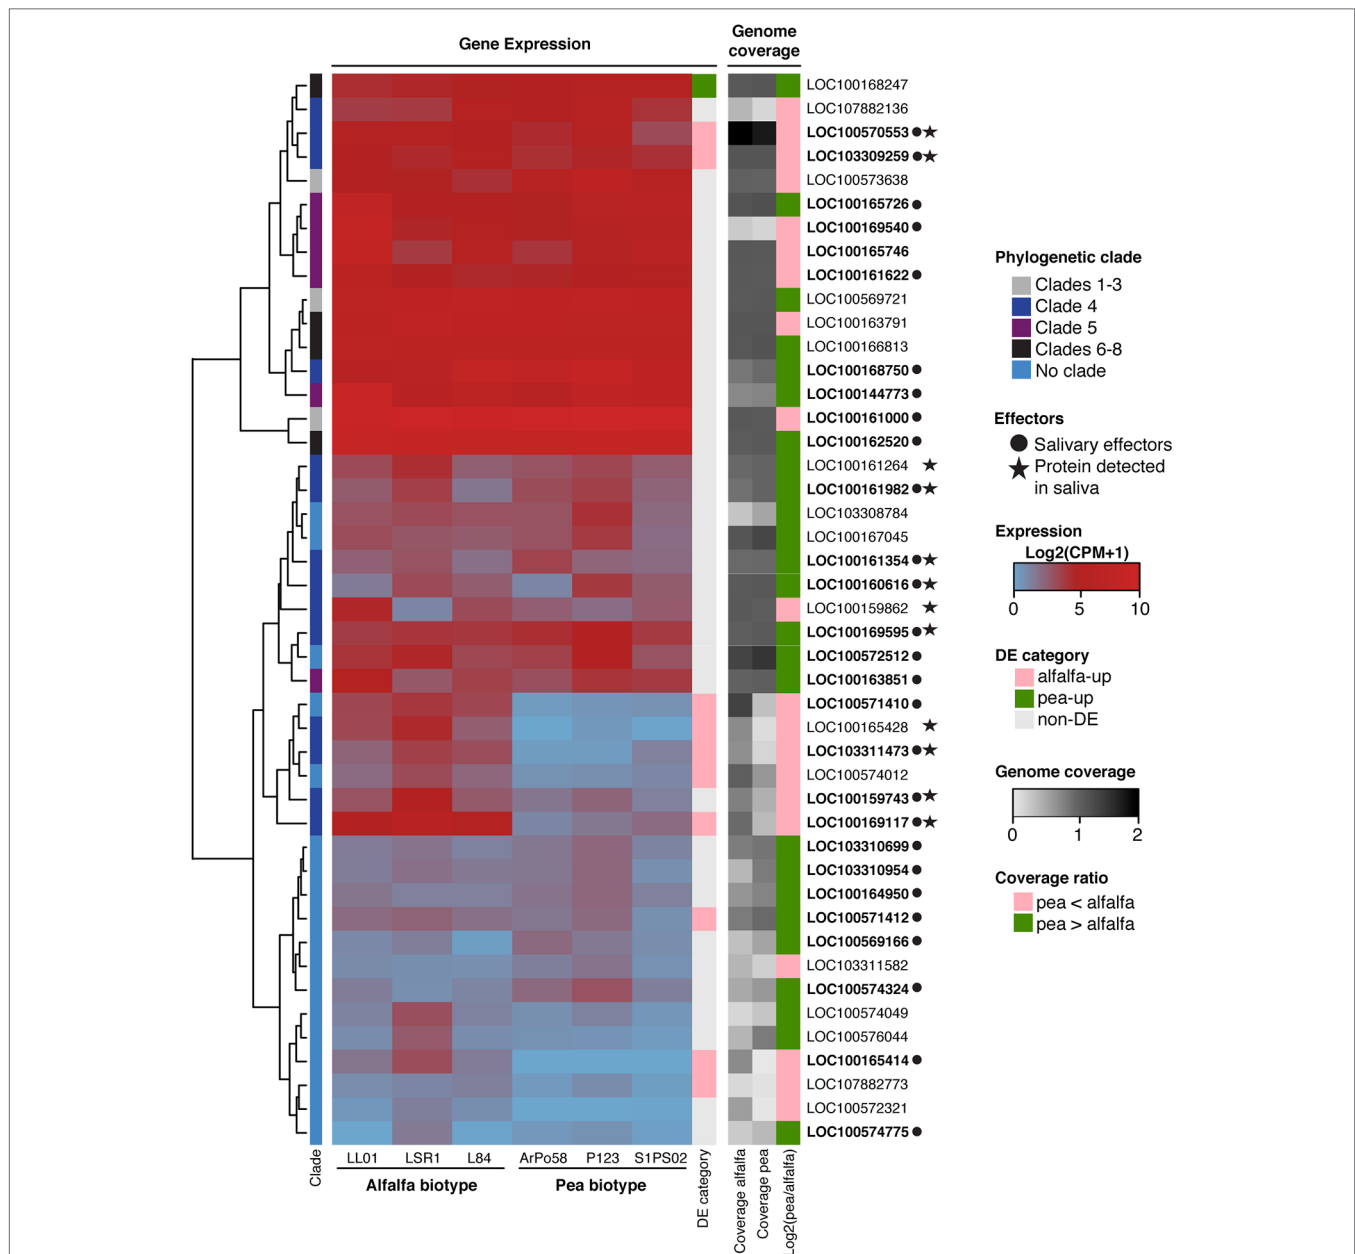 Gene Expression
Genome
coverage
LOC100168247
LOC107882136
LOC100570553
LOC103309259
LOC100573638
LOC100165726
LOC100169540
LOC100165746
LOC100161622
LOC100569721
LOC100163791
LOC100166813
LOC100168750
LOC100144773
LOC100161000
LOC100162520
LOC100161264
LOC100161982
LOC103308784
LOC100167045
LOC100161354
LOC100160616
LOC100159862
LOC100169595
LOC100572512
LOC100163851
LOC100571410
LOC100165428
LOC103311473
LOC100574012
LOC100159743
LOC100169117
LOC103310699
LOC103310954
LOC100164950
LOC100571412
LOC100569166
LOC103311582
LOC100574324
LOC100574049
LOC100576044
LOC100165414
LOC107882773
LOC100572321
LOC100574775
Clade
LL01 LSR1 L84 ArPo58 P123 S1PS02
Alfalfa biotype Pea biotype
DE category
Coverage alfalfa
Coverage pea
Log2(pea/alfalfa)
Phylogenetic clade
Clades 1-3
Clade 4
Clade 5
Clades 6-8
No clade
Effectors
Salivary effectors
Protein detected
in saliva
Expression
Log2(CPM+1)
0 5 10
DE category
alfalfa-up
pea-up
non-DE
Genome coverage
0 1 2
Coverage ratio
pea < alfalfa
pea > alfalfa